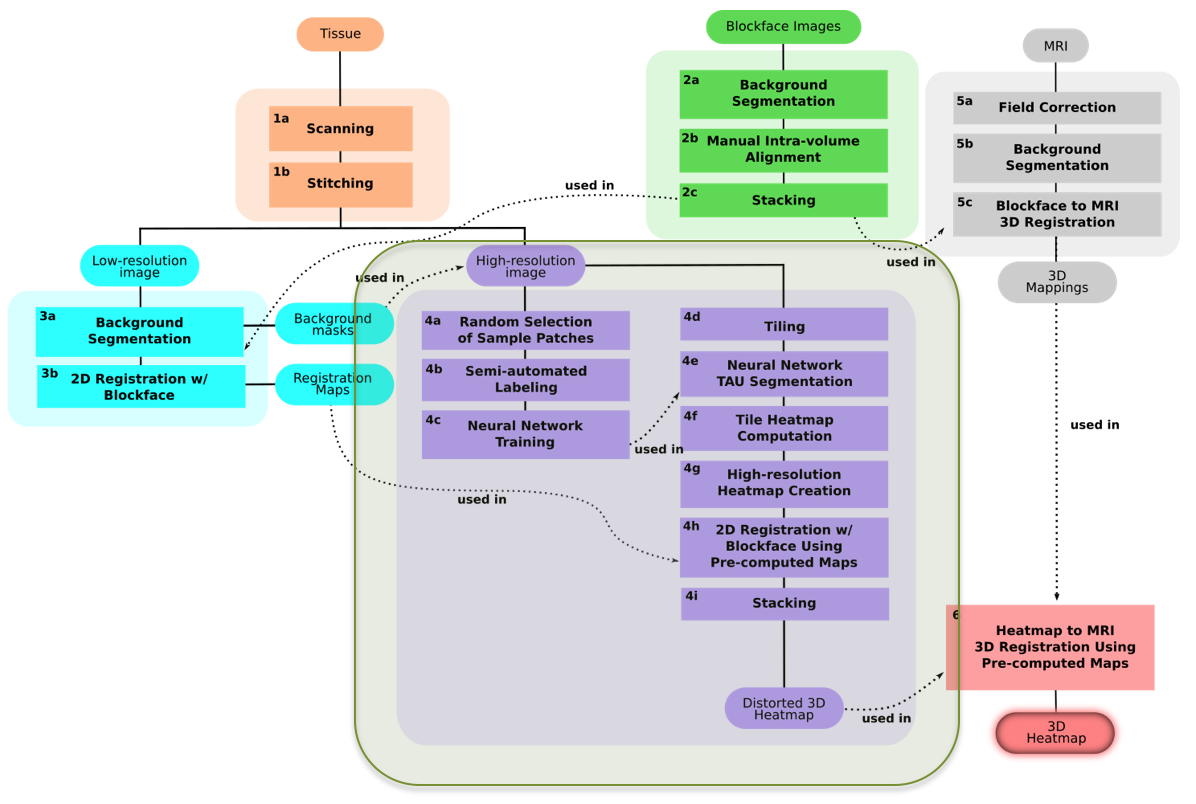 Tissue
1a
Scanning
1b
Stitching
Blockface Images
2a
Background
Segmentation
2b
Manual Intra-volume
Alignment
2c
Stacking
used in
used in
MRI
5a
Field Correction
5b
Background
Segmentation
5c
Blockface to MRI
3D Registration
3D
Mappings
used in
Low-resolution
image
3a
Background
Segmentation
3b
2D Registration w/
Blockface
Background
masks
Registration
Maps
used in
used in
High-resolution
image
4a
Random Selection
of Sample Patches
4b
Semi-automated
Labeling
4c
Neural Network
Training
used in
4d
Tiling
4e
Neural Network
TAU Segmentation
4f
Tile Heatmap
Computation
4g
High-resolution
Heatmap Creation
4h
2D Registration w/
Blockface Using
Pre-computed Maps
4i
Stacking
Distorted 3D
Heatmap
used in
6
Heatmap to MRI
3D Registration Using
Pre-computed Maps
3D
Heatmap